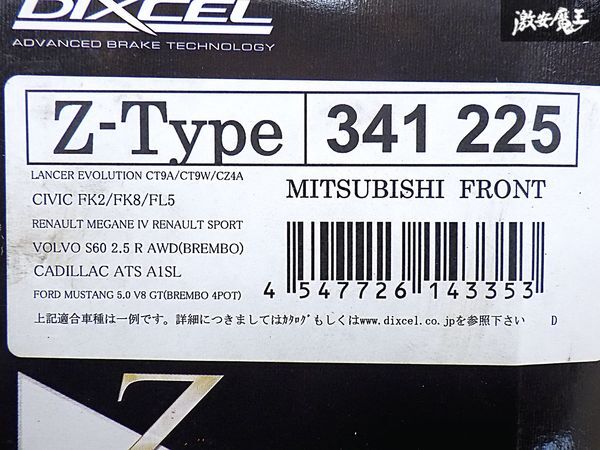 DIXCEL
激安魔王
ADVANCED BRAKE TECHNOLOGY
Z-Type 341 225
LANCER EVOLUTION CT9A/CT9W/CZ4A
MITSUBISHI FRONT
CIVIC FK2/FK8/FL5
RENAULT MEGANE IV RENAULT SPORT
VOLVO S60 2.5 R AWD(BREMBO)
CADILLAC ATS A1SL
FORD MUSTANG 5.0 V8 GT(BREMBO 4POT)
4 547726 143353
上記適合車種は一例です。詳細につきましてはｶﾀﾛｸﾞもしくはwww.dixcel.co.jpを参照下さい D
Z